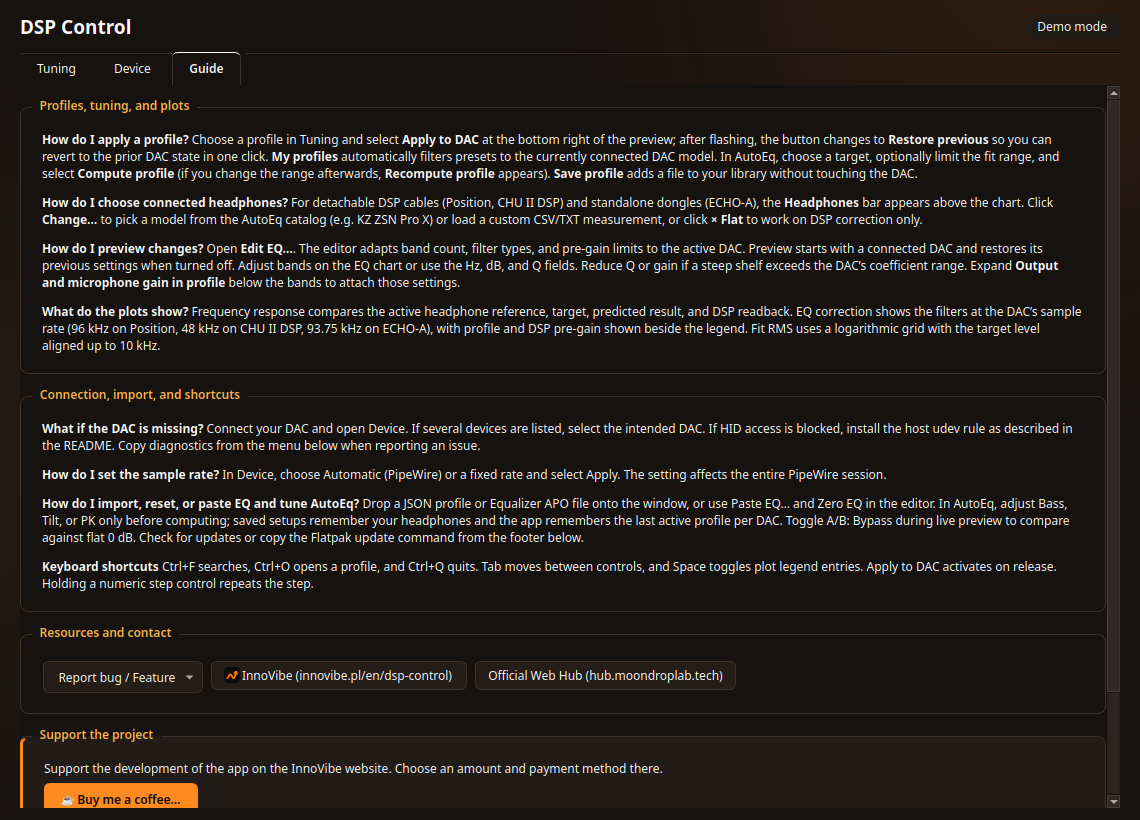 DSP Control
Demo mode
Tuning
Device
Guide
Profiles, tuning, and plots
How do I apply a profile? Choose a profile in Tuning and select Apply to DAC at the bottom right of the preview; after flashing, the button changes to Restore previous so you can
revert to the prior DAC state in one click. My profiles automatically filters presets to the currently connected DAC model. In AutoEq, choose a target, optionally limit the fit range, and
select Compute profile (if you change the range afterwards, Recompute profile appears). Save profile adds a file to your library without touching the DAC.
How do I choose connected headphones? For detachable DSP cables (Position, CHU II DSP) and standalone dongles (ECHO-A), the Headphones bar appears above the chart. Click
Change... to pick a model from the AutoEq catalog (e.g. KZ ZSN Pro X) or load a custom CSV/TXT measurement, or click × Flat to work on DSP correction only.
How do I preview changes? Open Edit EQ.... The editor adapts band count, filter types, and pre-gain limits to the active DAC. Preview starts with a connected DAC and restores its
previous settings when turned off. Adjust bands on the EQ chart or use the Hz, dB, and Q fields. Reduce Q or gain if a steep shelf exceeds the DAC’s coefficient range. Expand Output
and microphone gain in profile below the bands to attach those settings.
What do the plots show? Frequency response compares the active headphone reference, target, predicted result, and DSP readback. EQ correction shows the filters at the DAC’s sample
rate (96 kHz on Position, 48 kHz on CHU II DSP, 93.75 kHz on ECHO-A), with profile and DSP pre-gain shown beside the legend. Fit RMS uses a logarithmic grid with the target level
aligned up to 10 kHz.
Connection, import, and shortcuts
What if the DAC is missing? Connect your DAC and open Device. If several devices are listed, select the intended DAC. If HID access is blocked, install the host udev rule as described in
the README. Copy diagnostics from the menu below when reporting an issue.
How do I set the sample rate? In Device, choose Automatic (PipeWire) or a fixed rate and select Apply. The setting affects the entire PipeWire session.
How do I import, reset, or paste EQ and tune AutoEq? Drop a JSON profile or Equalizer APO file onto the window, or use Paste EQ... and Zero EQ in the editor. In AutoEq, adjust Bass,
Tilt, or PK only before computing; saved setups remember your headphones and the app remembers the last active profile per DAC. Toggle A/B: Bypass during live preview to compare
against flat 0 dB. Check for updates or copy the Flatpak update command from the footer below.
Keyboard shortcuts Ctrl+F searches, Ctrl+O opens a profile, and Ctrl+Q quits. Tab moves between controls, and Space toggles plot legend entries. Apply to DAC activates on release.
Holding a numeric step control repeats the step.
Resources and contact
Report bug / Feature
InnoVibe (innovibe.pl/en/dsp-control)
Official Web Hub (hub.moondroplab.tech)
Support the project
Support the development of the app on the InnoVibe website. Choose an amount and payment method there.
Buy me a coffee...